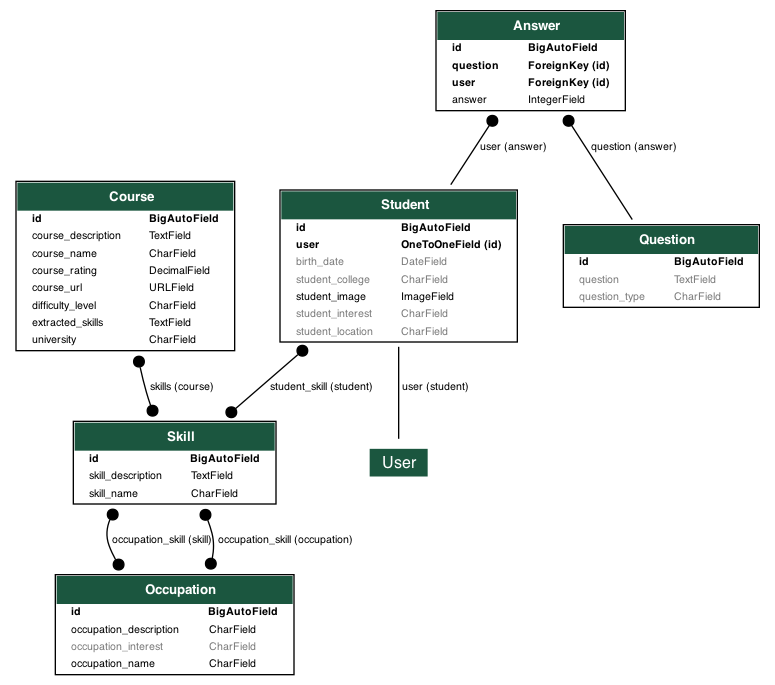 Answer
id BigAutoField
question ForeignKey (id)
user ForeignKey (id)
answer IntegerField
user (answer)
question (answer)
Course
id BigAutoField
course_description TextField
course_name CharField
course_rating DecimalField
course_url URLField
difficulty_level CharField
extracted_skills TextField
university CharField
Student
id BigAutoField
user OneToOneField (id)
birth_date DateField
student_college CharField
student_image ImageField
student_interest CharField
student_location CharField
Question
id BigAutoField
question TextField
question_type CharField
skills (course)
student_skill (student)
user (student)
Skill
id BigAutoField
skill_description TextField
skill_name CharField
User
occupation_skill (skill)
occupation_skill (occupation)
Occupation
id BigAutoField
occupation_description CharField
occupation_interest CharField
occupation_name CharField